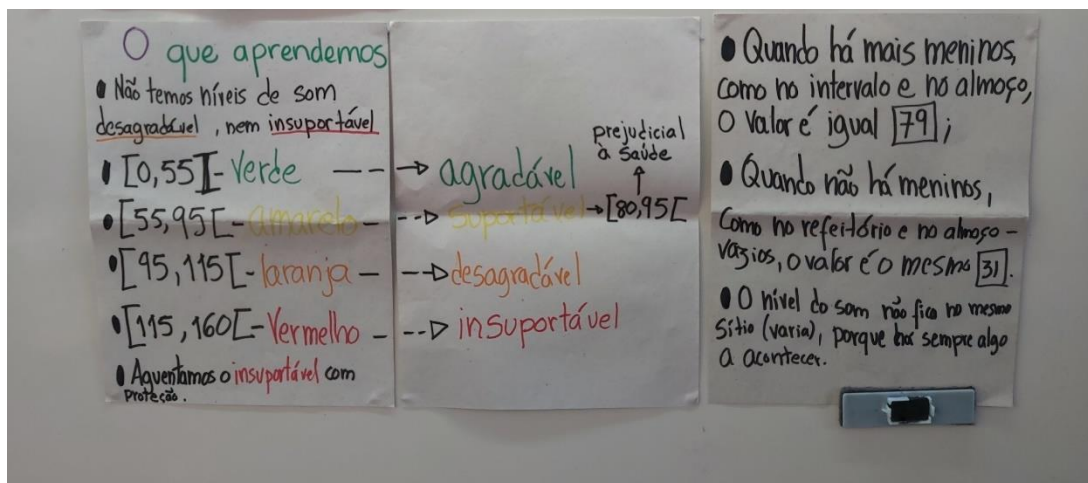 O que aprendemos
• Não temos níveis de som
desagradável, nem insuportável
• [0,55[ - Verde ---> agradável
• [55,95[ - amarelo ---> suportável → [80,95[
prejudicial
à saúde
• [95,115[ - laranja ---> desagradável
• [115,160[ - Vermelho ---> insuportável
• Aguentamos o insuportável com
proteção.
• Quando há mais meninos,
como no intervalo e no almoço,
o valor é igual 79;
• Quando não há meninos,
Como no refeitório e no almoço -
vazios, o valor é o mesmo 31.
• O nível do som não fica no mesmo
sítio (varia), porque há sempre algo
a acontecer.